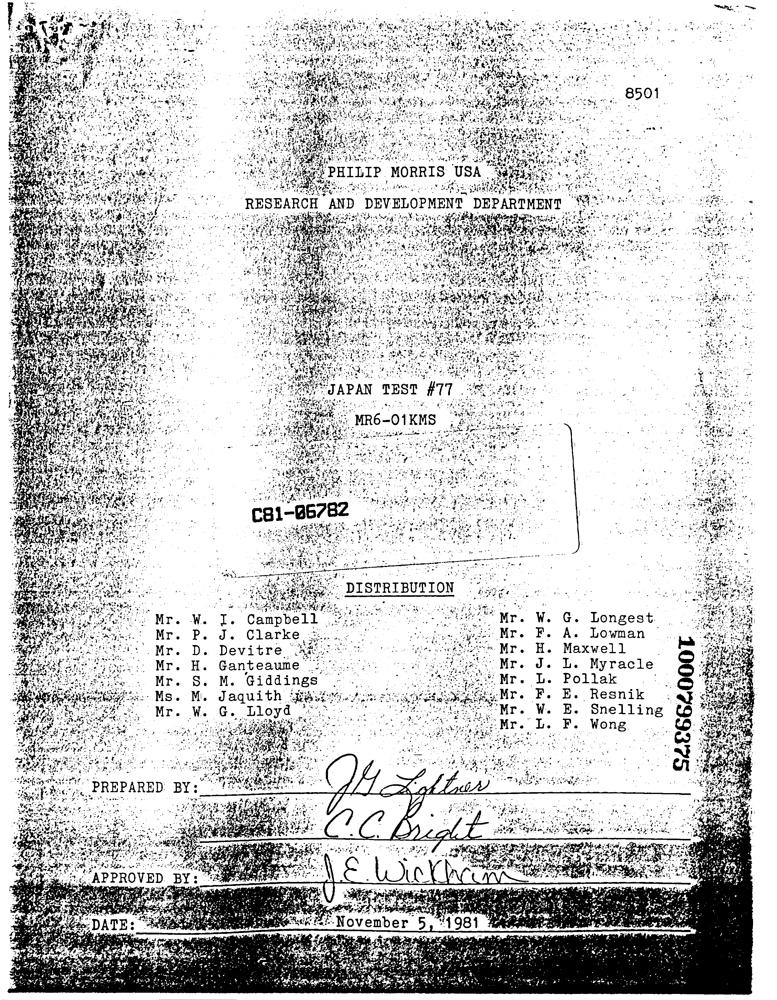 8501
PHILIP MORRIS USA
RESEARCH AND DEVELOPMENT DEPARTMENT
JAPAN TEST #77
MR6-01KMS
C81-06782
DISTRIBUTION
Mr. W. I. Campbell
Mr. P. J. Clarke
Mr. D. Devitre
Mr. H. Ganteaume
Mr. S. M. Giddings
Ms. M. Jaquith
Mr. W. G. Lloyd
Mr. W. G. Longest
Mr. F. A. Lowman
Mr. H. Maxwell
Mr. J. L. Myracle
Mr. L. Pollak
Mr. F. E. Resnik
Mr. W. E. Snelling
Mr. L. F. Wong
1000799375
PREPARED BY: JG Lightner
C.C. Bright
APPROVED BY: J.E. Wickham
DATE: November 5, 1981